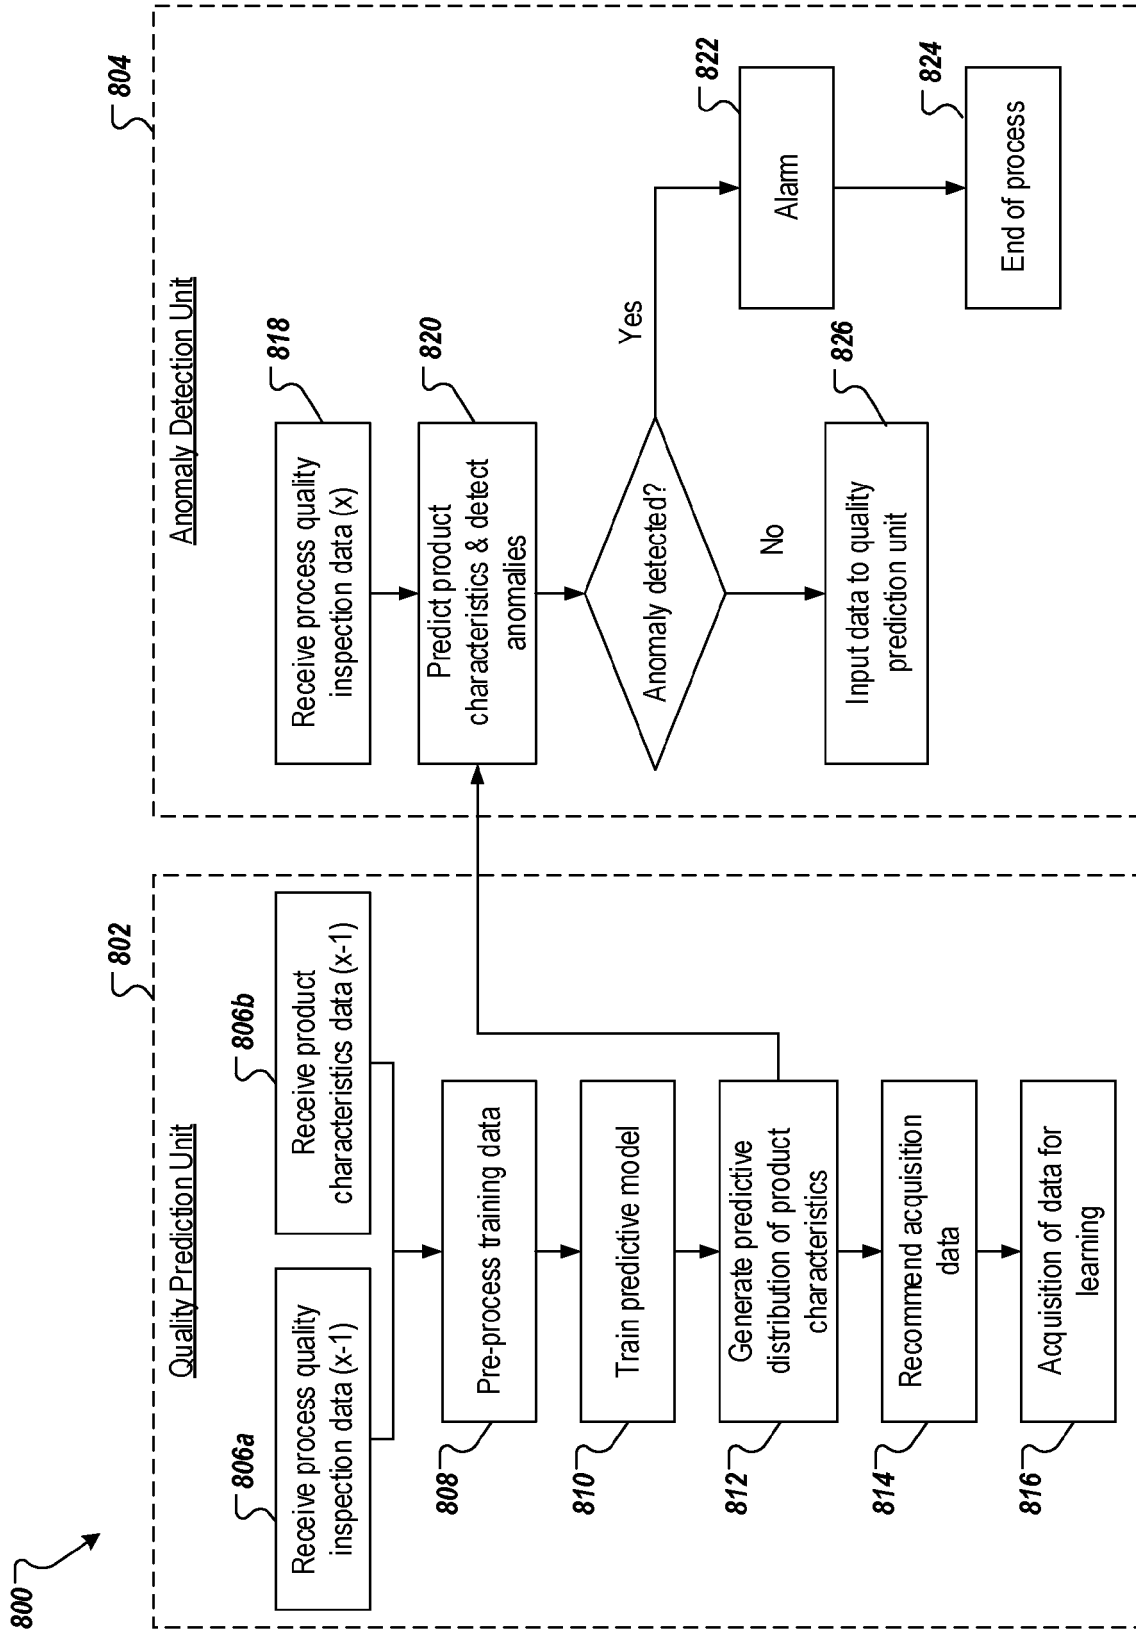 800
802
Quality Prediction Unit
806a
Receive process quality
inspection data (x-1)
806b
Receive product
characteristics data (x-1)
808
Pre-process training data
810
Train predictive model
812
Generate predictive
distribution of product
characteristics
814
Recommend acquisition
data
816
Acquisition of data for
learning
804
Anomaly Detection Unit
818
Receive process quality
inspection data (x)
820
Predict product
characteristics & detect
anomalies
Anomaly detected?
Yes
No
822
Alarm
824
End of process
826
Input data to quality
prediction unit